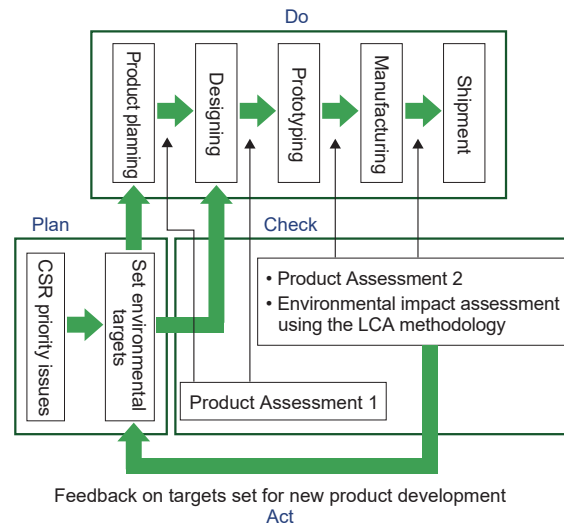 Do
Product planning
Designing
Prototyping
Manufacturing
Shipment
Plan
Check
CSR priority issues
Set environmental
targets
• Product Assessment 2
• Environmental impact assessment
using the LCA methodology
Product Assessment 1
Feedback on targets set for new product development
Act